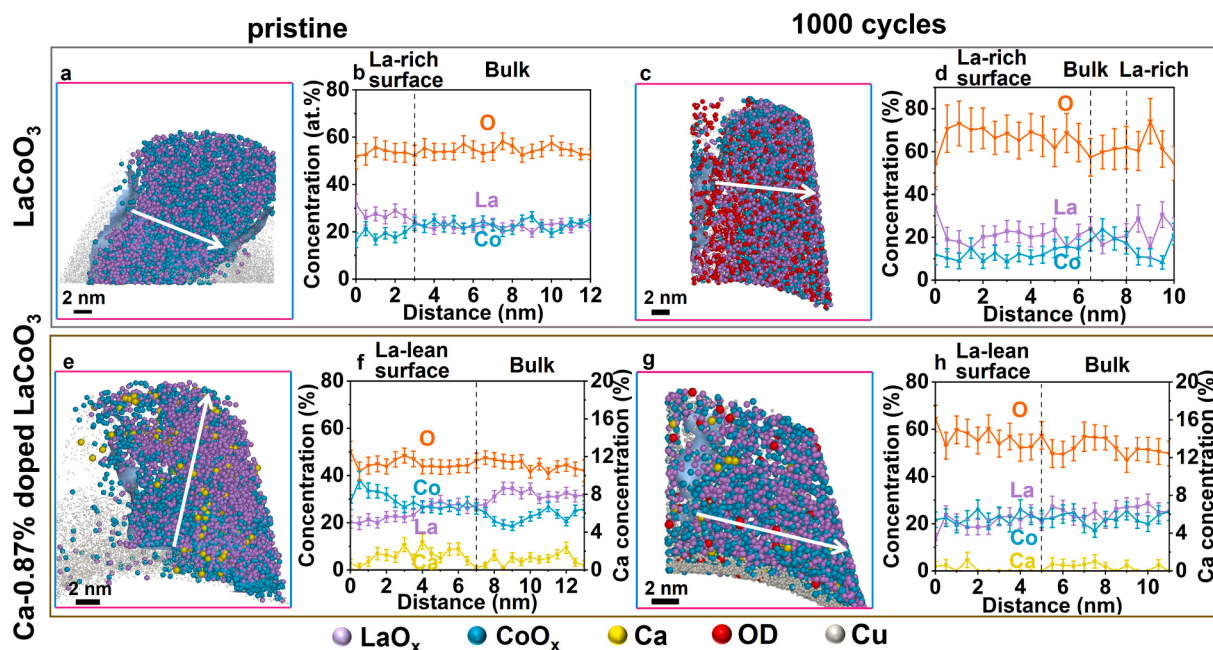 pristine
1000 cycles
LaCoO3
a
2 nm
b
La-rich
surface
Bulk
Concentration (at.%)
80
60
40
20
0
O
La
Co
0 2 4 6 8 10 12
Distance (nm)
c
2 nm
d
La-rich surface
Bulk
La-rich
Concentration (%)
80
60
40
20
0
O
La
Co
0 2 4 6 8 10
Distance (nm)
Ca-0.87% doped LaCoO3
e
2 nm
f
La-lean
surface
Bulk
Concentration (%)
80
60
40
20
0
O
Co
La
Ca
20
16
12
8
4
0
Ca concentration (%)
0 2 4 6 8 10 12
Distance (nm)
g
2 nm
h
La-lean
surface
Bulk
Concentration (%)
80
60
40
20
0
O
La
Co
Ca
20
16
12
8
4
0
Ca concentration (%)
0 2 4 6 8 10
Distance (nm)
LaOx CoOx Ca OD Cu